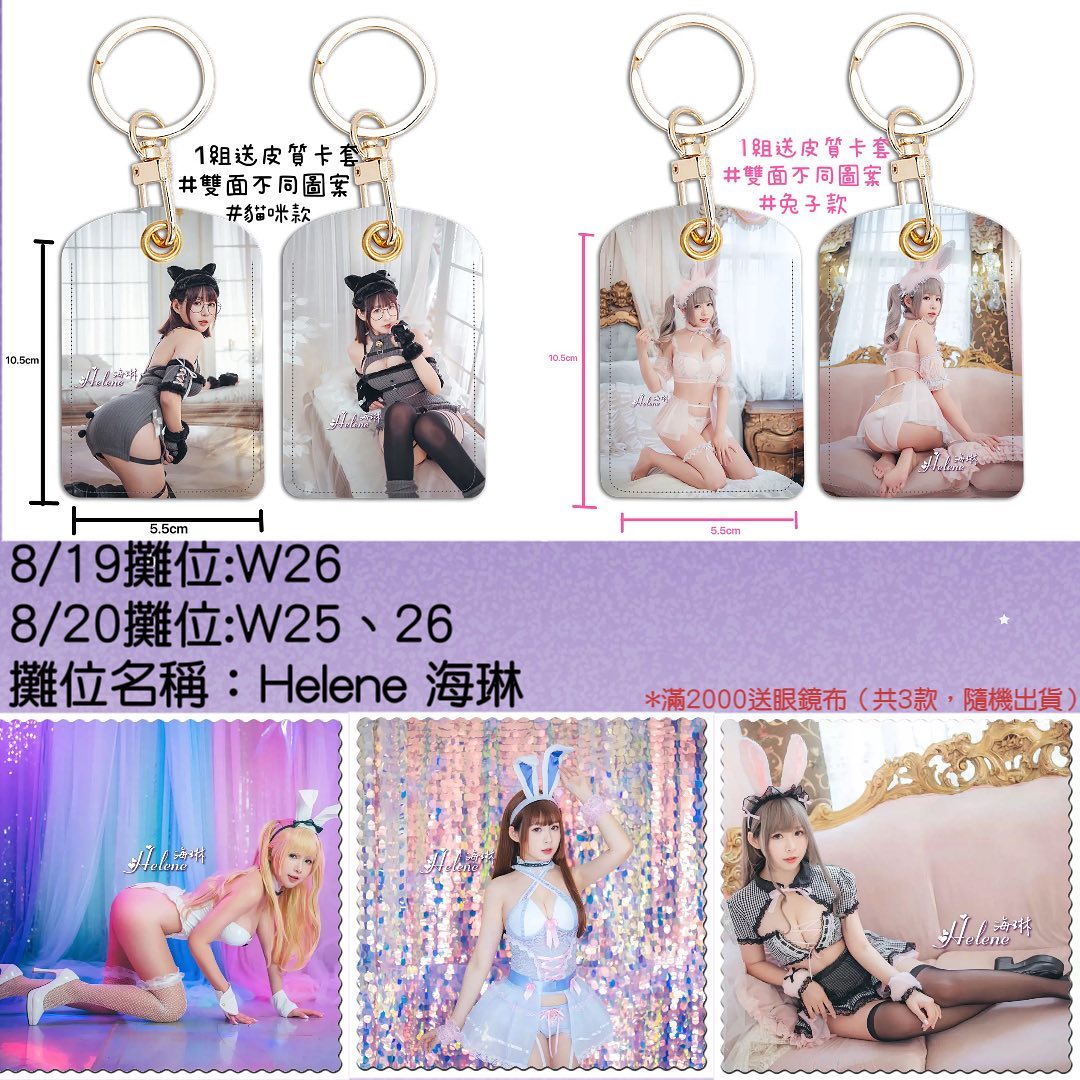 1組送皮質卡套
#雙面不同圖案
#貓咪款
1組送皮質卡套
#雙面不同圖案
#兔子款
10.5cm
Helene 海琳
Helene 海琳
5.5cm
10.5cm
Helene 海琳
Helene 海琳
5.5cm
8/19攤位:W26
8/20攤位:W25、26
攤位名稱：Helene 海琳
*滿2000送眼鏡布（共3款，隨機出貨）
Helene 海琳
Helene 海琳
Helene 海琳